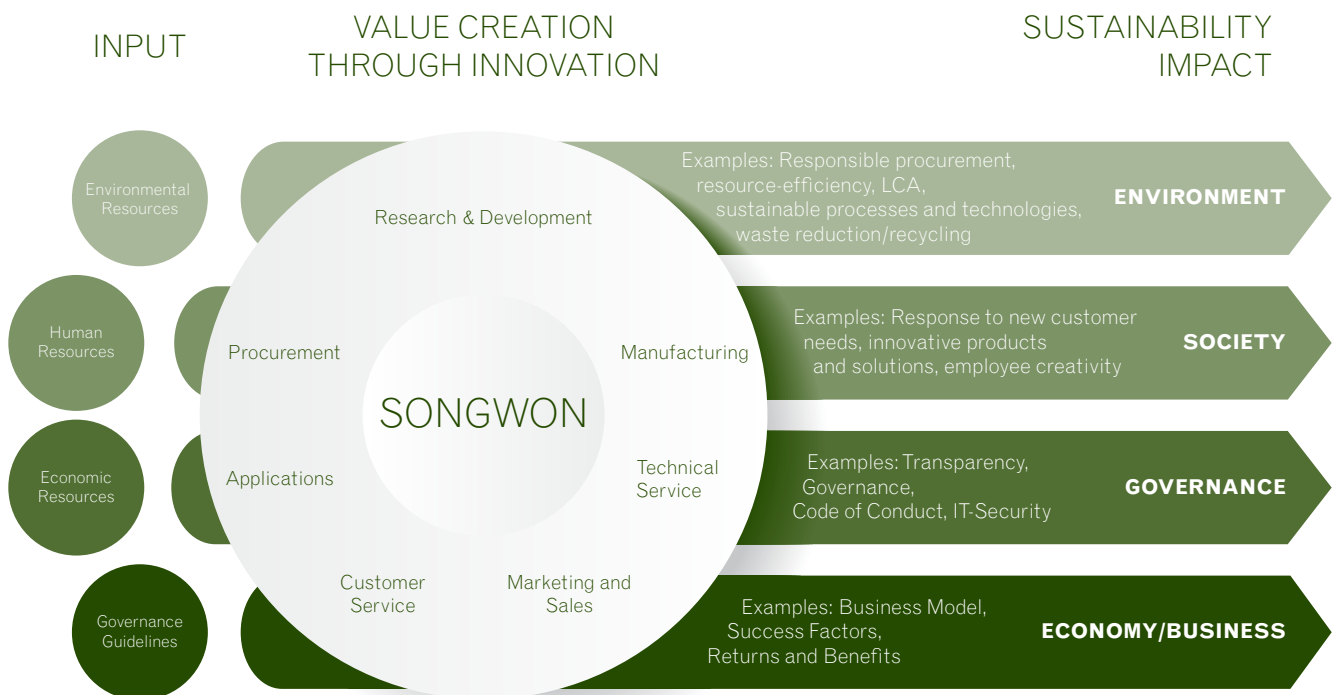 INPUT
VALUE CREATION
THROUGH INNOVATION
SUSTAINABILITY
IMPACT
Environmental
Resources
Human
Resources
Economic
Resources
Governance
Guidelines
Research & Development
Procurement
Manufacturing
SONGWON
Applications
Technical
Service
Customer
Service
Marketing and
Sales
Examples: Responsible procurement,
resource-efficiency, LCA,
sustainable processes and technologies,
waste reduction/recycling
ENVIRONMENT
Examples: Response to new customer
needs, innovative products
and solutions, employee creativity
SOCIETY
Examples: Transparency,
Governance,
Code of Conduct, IT-Security
GOVERNANCE
Examples: Business Model,
Success Factors,
Returns and Benefits
ECONOMY/BUSINESS